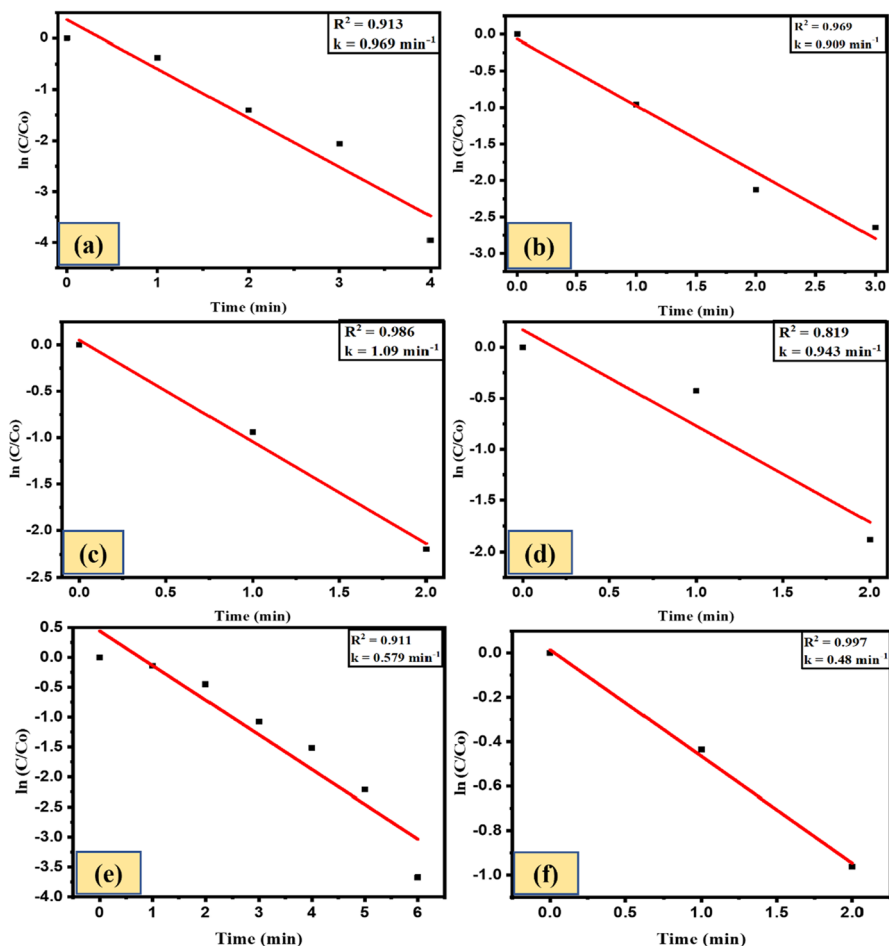 R² = 0.913
k = 0.969 min⁻¹
0
-1
-2
-3
-4
ln (C/Co)
(a)
0
1
2
3
4
Time (min)
R² = 0.969
k = 0.909 min⁻¹
0.0
-0.5
-1.0
-1.5
-2.0
-2.5
-3.0
ln (C/Co)
(b)
0.0
0.5
1.0
1.5
2.0
2.5
3.0
Time (min)
R² = 0.986
k = 1.09 min⁻¹
0.0
-0.5
-1.0
-1.5
-2.0
-2.5
ln (C/Co)
(c)
0.0
0.5
1.0
1.5
2.0
Time (min)
R² = 0.819
k = 0.943 min⁻¹
0.0
-0.5
-1.0
-1.5
-2.0
ln (C/Co)
(d)
0.0
0.5
1.0
1.5
2.0
Time (min)
R² = 0.911
k = 0.579 min⁻¹
0.5
0.0
-0.5
-1.0
-1.5
-2.0
-2.5
-3.0
-3.5
-4.0
ln (C/Co)
(e)
0
1
2
3
4
5
6
Time (min)
R² = 0.997
k = 0.48 min⁻¹
0.0
-0.2
-0.4
-0.6
-0.8
-1.0
ln (C/Co)
(f)
0.0
0.5
1.0
1.5
2.0
Time (min)